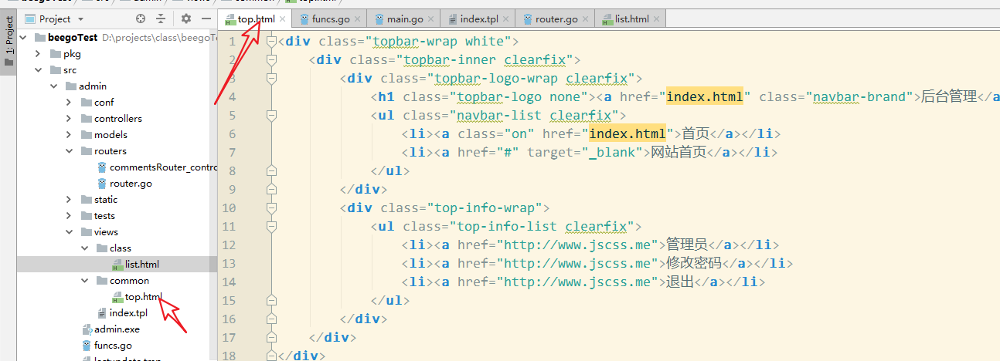 1: Project
Project
beegoTest D:\projects\class\beegoTe
pkg
src
admin
conf
controllers
models
routers
commentsRouter_contro
router.go
static
tests
views
class
list.html
common
top.html
index.tpl
admin.exe
funcs.go
lastupdate.tmp
top.html funcs.go main.go index.tpl router.go list.html
1 <div class="topbar-wrap white">
2 <div class="topbar-inner clearfix">
3 <div class="topbar-logo-wrap clearfix">
4 <h1 class="topbar-logo none"><a href="index.html" class="navbar-brand">后台管理</a
5 <ul class="navbar-list clearfix">
6 <li><a class="on" href="index.html">首页</a></li>
7 <li><a href="#" target="_blank">网站首页</a></li>
8 </ul>
9 </div>
10 <div class="top-info-wrap">
11 <ul class="top-info-list clearfix">
12 <li><a href="http://www.jscss.me">管理员</a></li>
13 <li><a href="http://www.jscss.me">修改密码</a></li>
14 <li><a href="http://www.jscss.me">退出</a></li>
15 </ul>
16 </div>
17 </div>
18 </div>